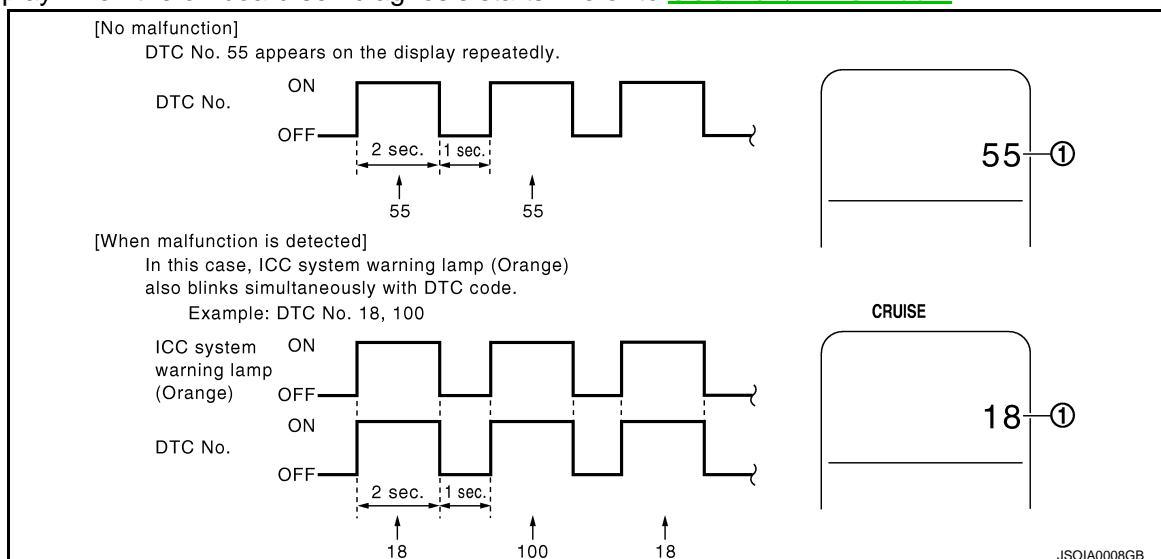 [No malfunction]
DTC No. 55 appears on the display repeatedly.
ON
DTC No.
OFF
2 sec.
1 sec.
55
55
55
①
[When malfunction is detected]
In this case, ICC system warning lamp (Orange)
also blinks simultaneously with DTC code.
Example: DTC No. 18, 100
CRUISE
ICC system
warning lamp
(Orange)
ON
OFF
ON
DTC No.
OFF
18
①
2 sec.
1 sec.
18
100
18
JSOIA0008GB